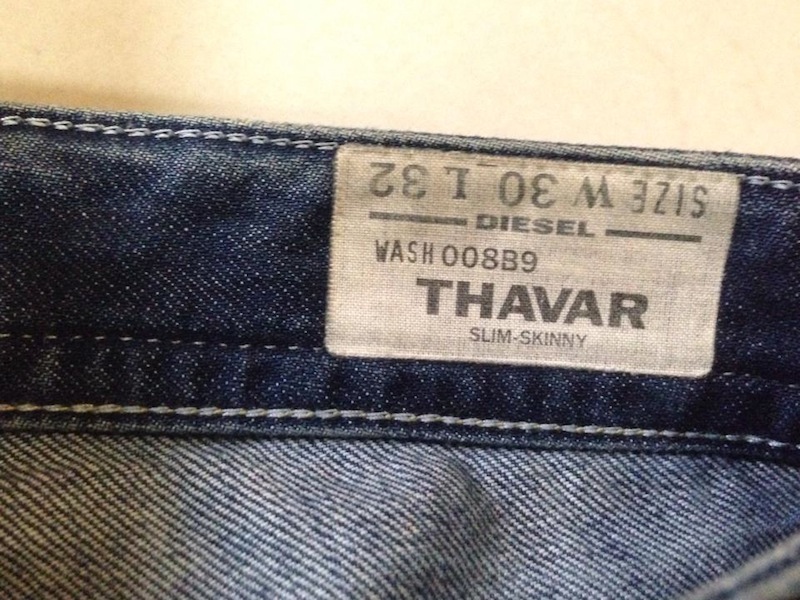 SIZE W 30 L 32
DIESEL
WASH 008B9
THAVAR
SLIM-SKINNY